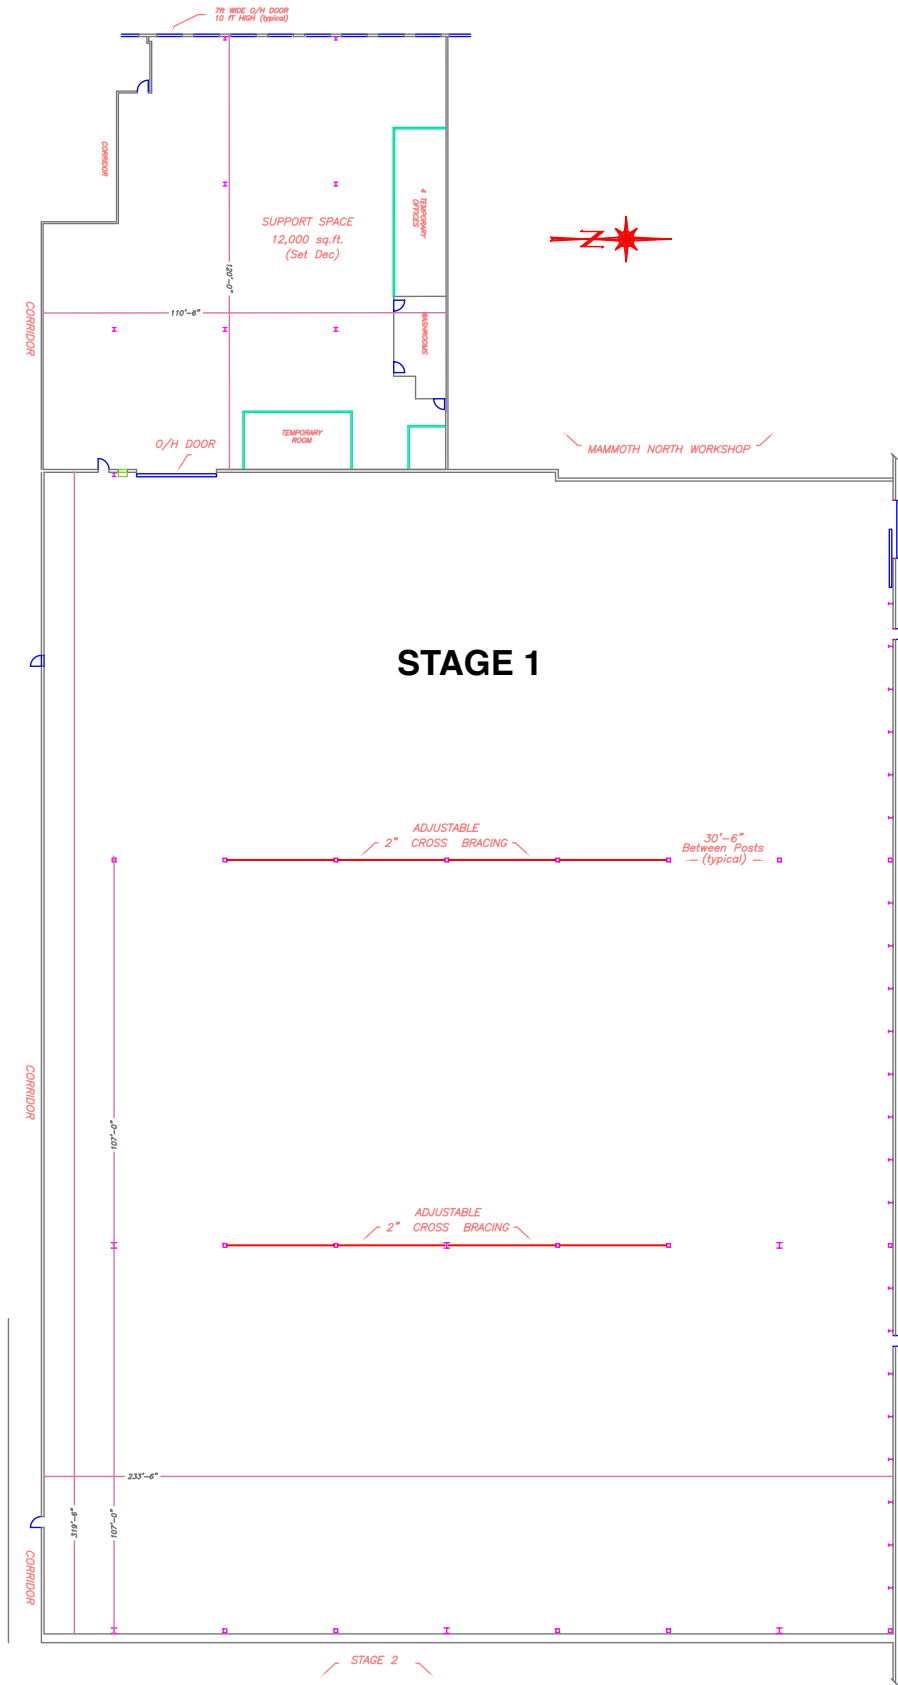 7ft WIDE O/H DOOR
10 fT HIGH (typical)
CORRIDOR
4 TEMPORARY
OFFICES
SUPPORT SPACE
12,000 sq.ft.
(Set Dec)
120'-0"
CORRIDOR
110'-6"
WASHROOMS
TEMPORARY
ROOM
O/H DOOR
MAMMOTH NORTH WORKSHOP
STAGE 1
ADJUSTABLE
2" CROSS BRACING
30'-6"
Between Posts
(typical)
CORRIDOR
107'-0"
ADJUSTABLE
2" CROSS BRACING
233'-6"
319'-6"
107'-0"
CORRIDOR
STAGE 2